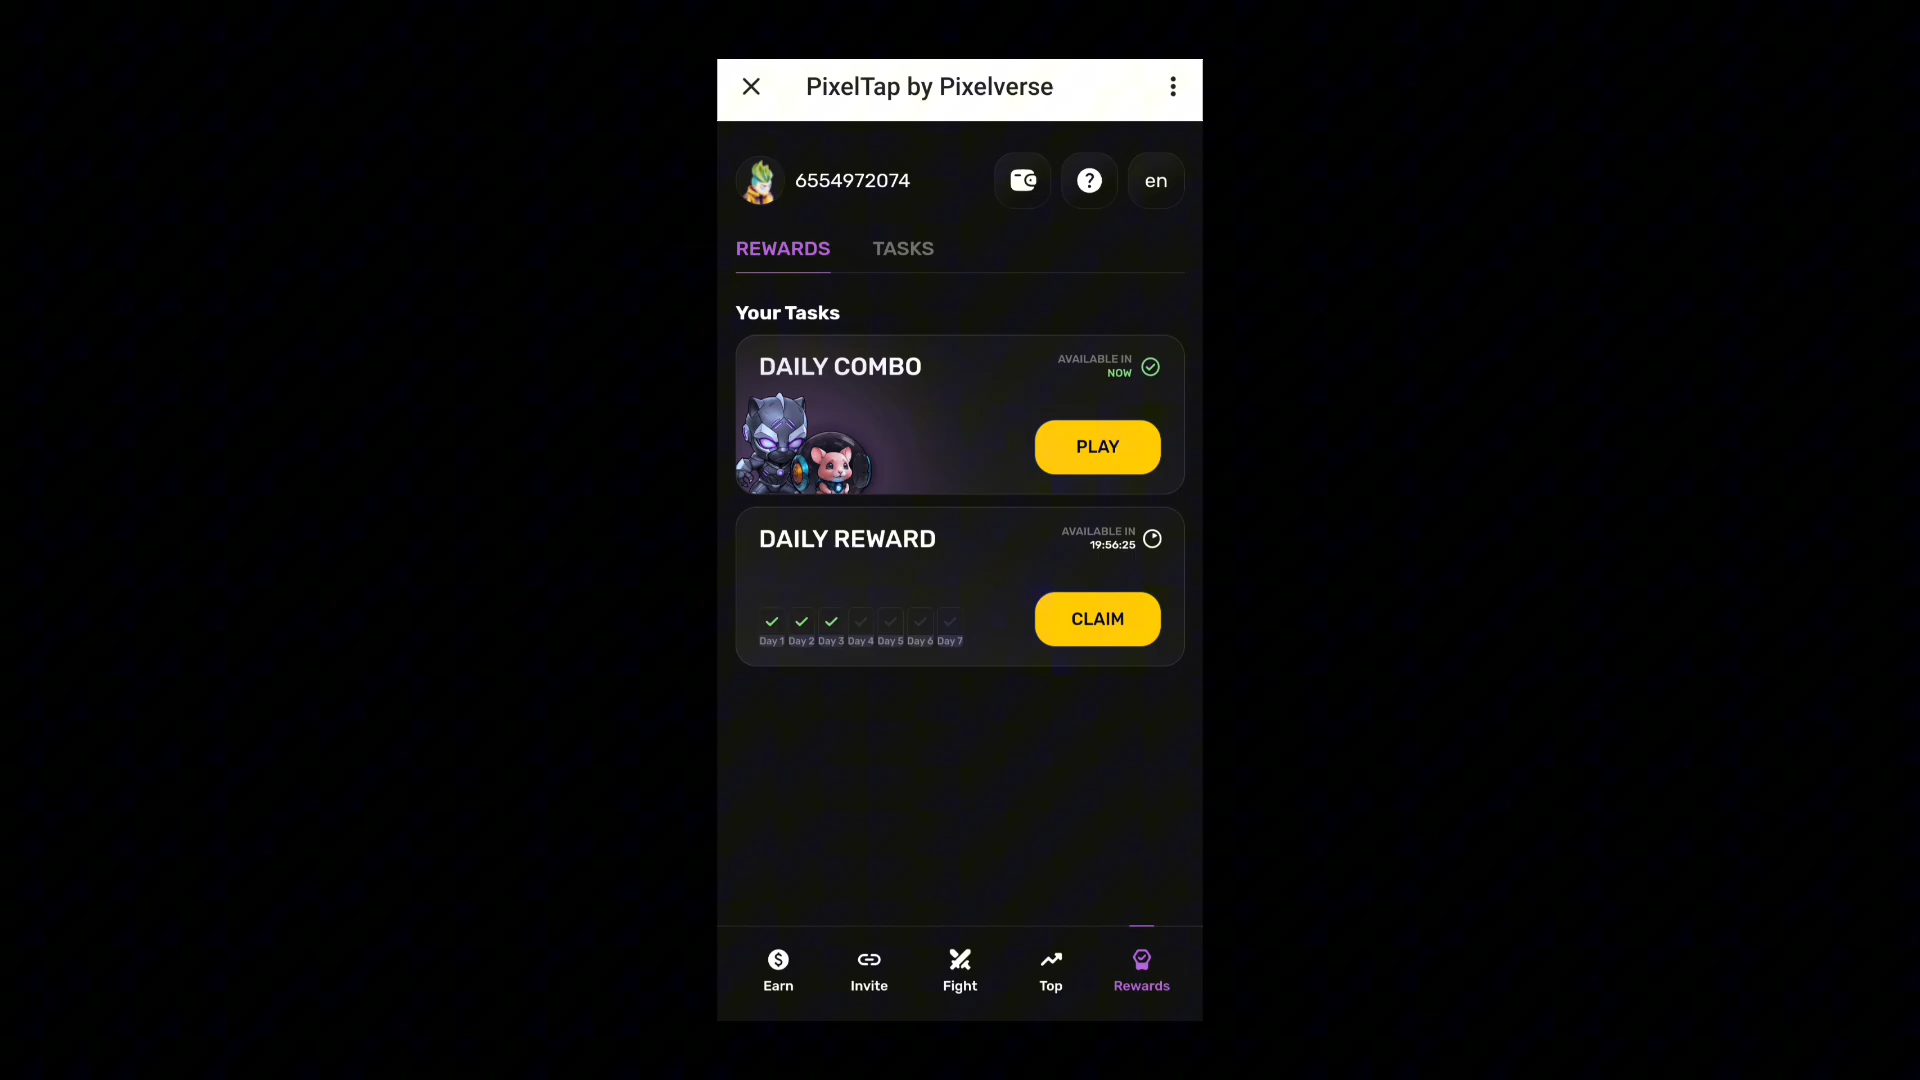 PixelTap by Pixelverse
6554972074
en
REWARDS TASKS
Your Tasks
DAILY COMBO
AVAILABLE IN
NOW
PLAY
DAILY REWARD
AVAILABLE IN
19:56:25
CLAIM
Day 1 Day 2 Day 3 Day 4 Day 5 Day 6 Day 7
Earn Invite Fight Top Rewards